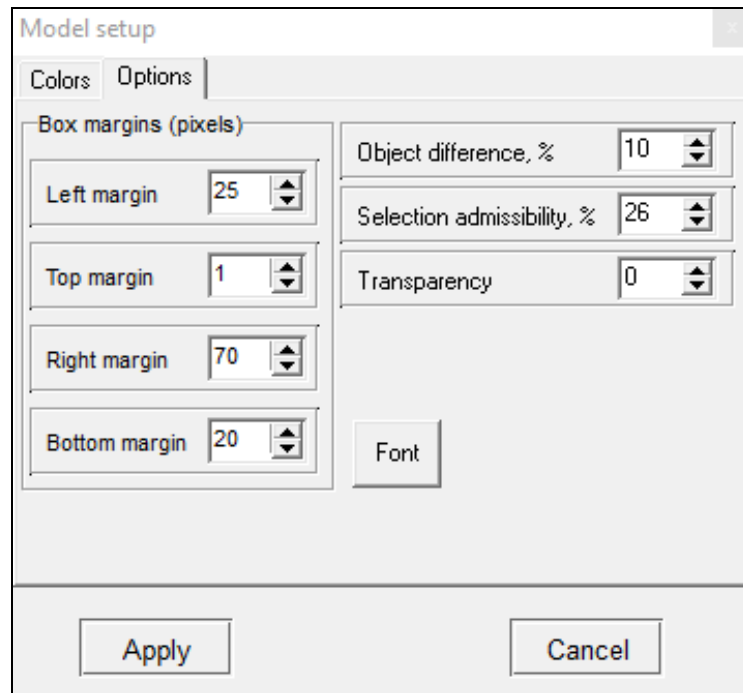 Model setup
x
Colors Options
Box margins (pixels)
Left margin 25
Top margin 1
Right margin 70
Bottom margin 20
Object difference, % 10
Selection admissibility, % 26
Transparency 0
Font
Apply Cancel